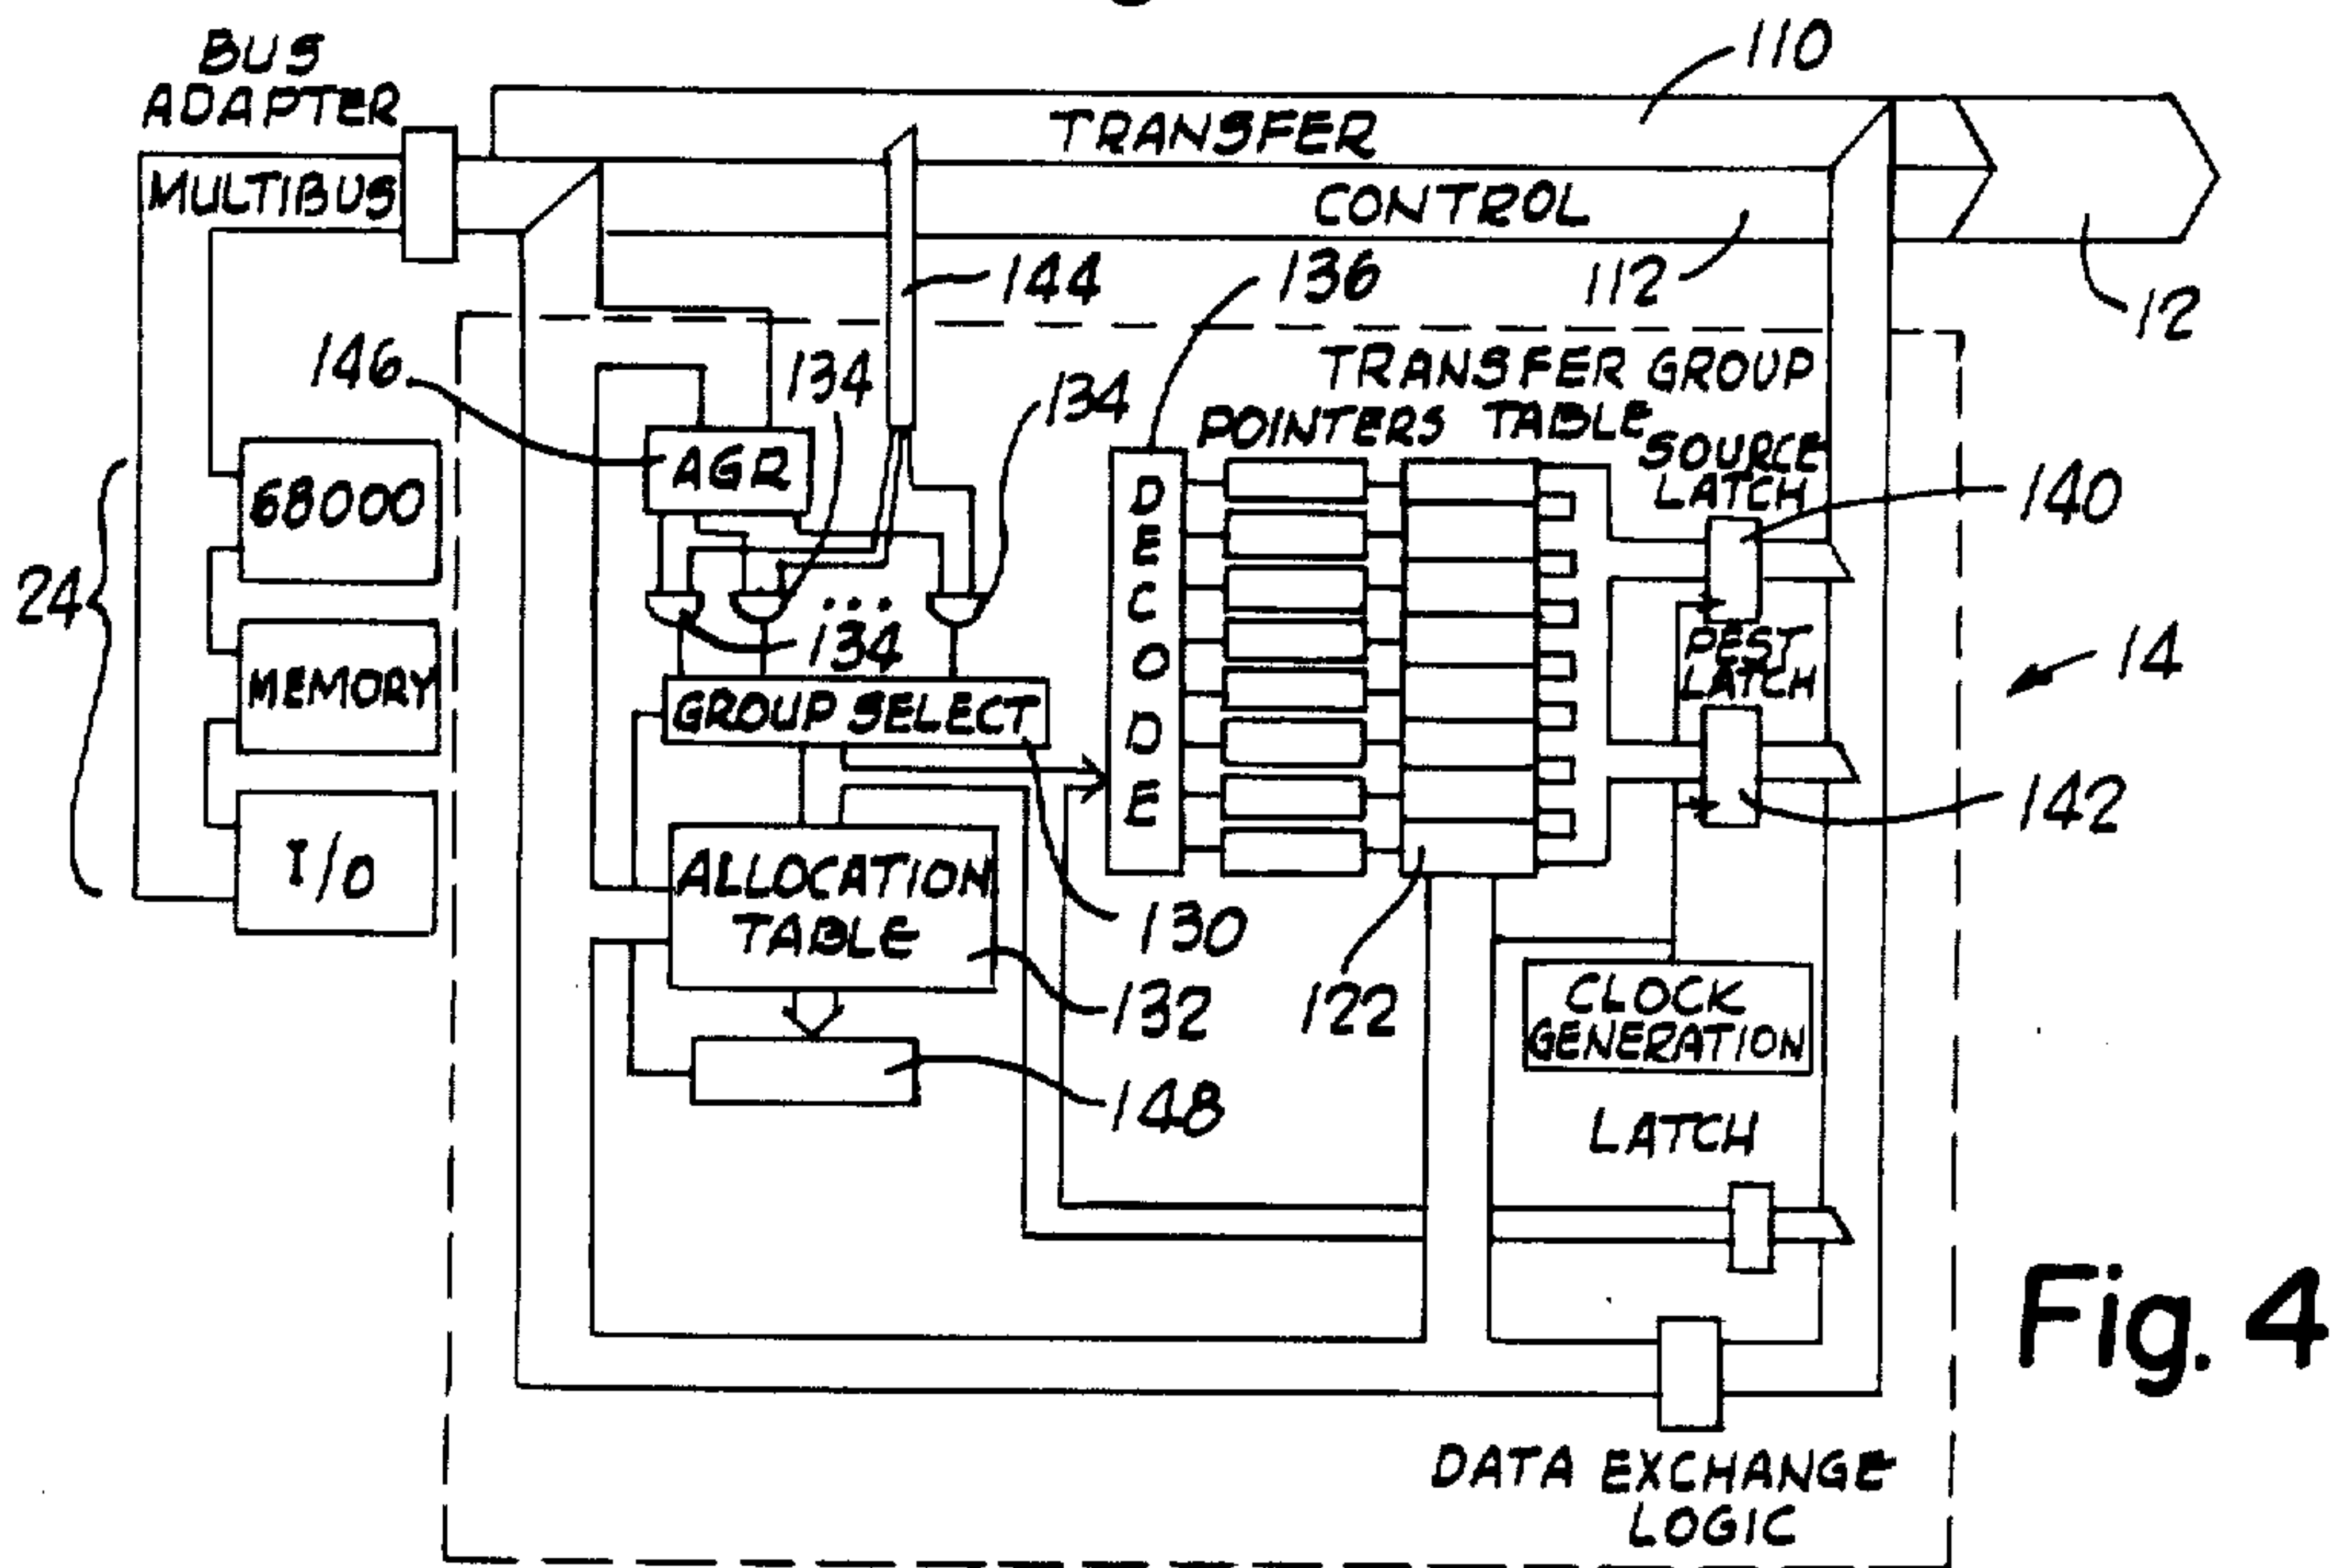 BUS
ADAPTER
110
TRANSFER
MULTIBUS
CONTROL
144
136
112
12
146
134
134
TRANSFER GROUP
POINTERS TABLE
SOURCE
LATCH
AGR
68000
DECODE
140
24
134
DEST
LATCH
14
MEMORY
GROUP SELECT
142
I/O
ALLOCATION
TABLE
130
132
122
CLOCK
GENERATION
148
LATCH
Fig. 4
DATA EXCHANGE
LOGIC